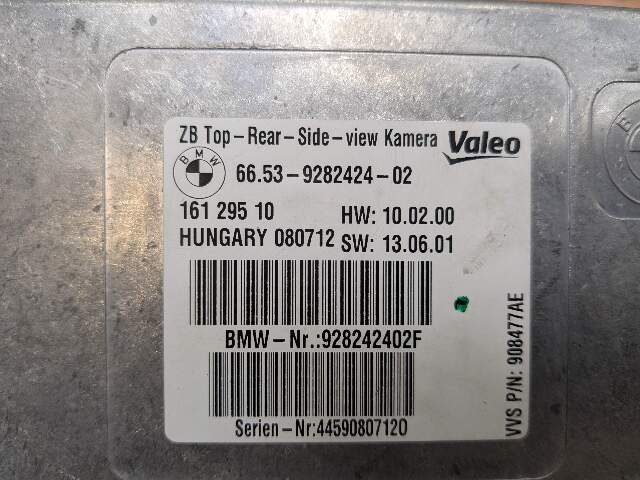 ZB Top-Rear-Side-view Kamera Valeo
BMW 66.53-9282424-02
161 295 10 HW: 10.02.00
HUNGARY 080712 SW: 13.06.01
BMW-Nr.:928242402F
Serien-Nr:44590807120
VVS P/N: 908477AE